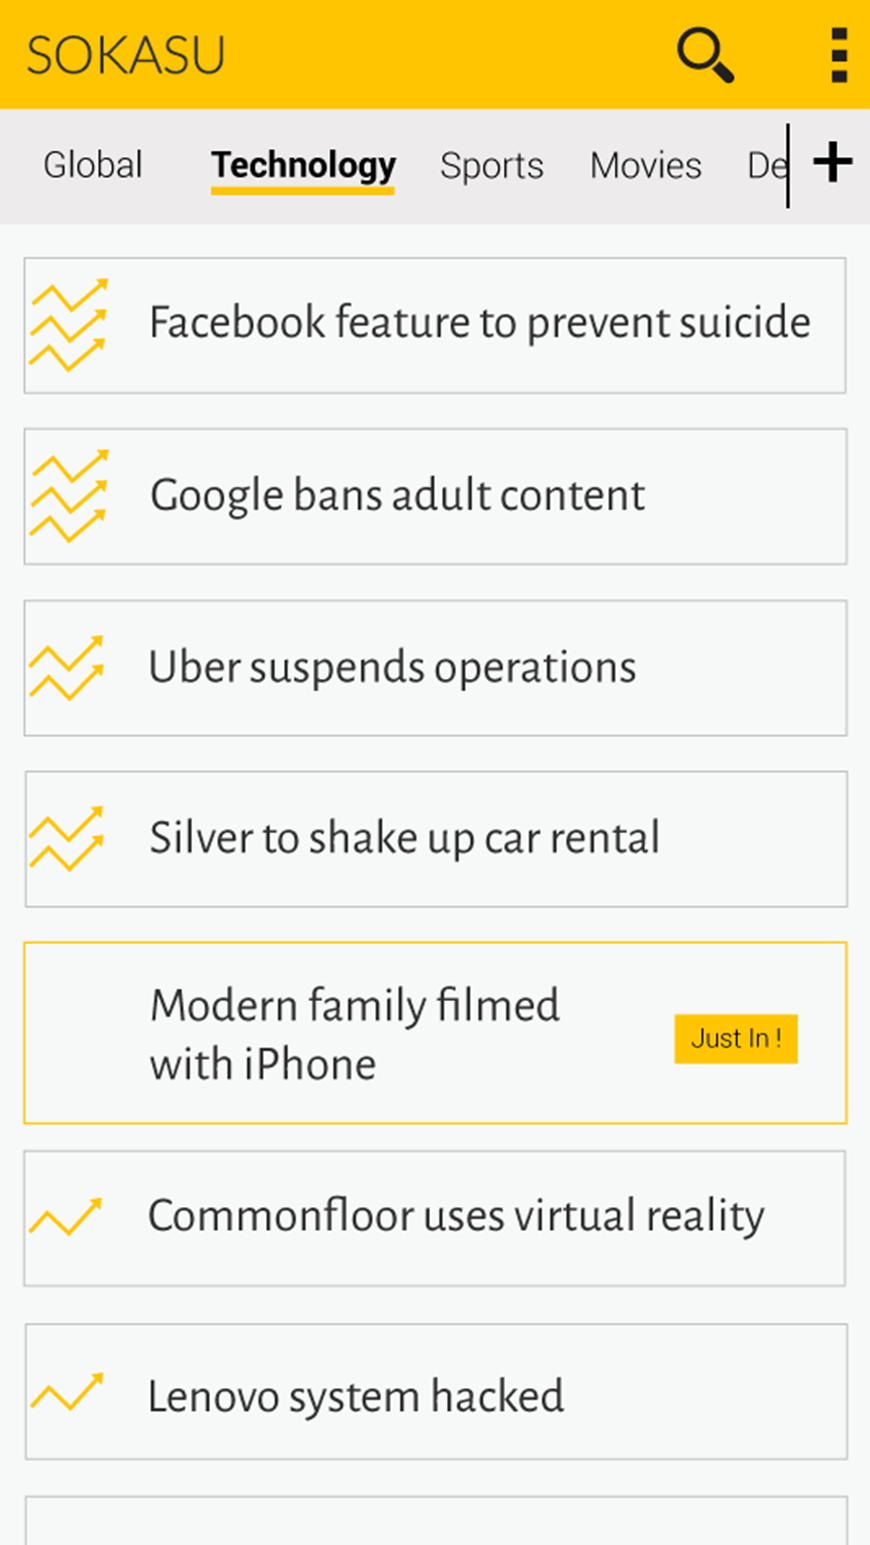 SOKASU
Global Technology Sports Movies De
Facebook feature to prevent suicide
Google bans adult content
Uber suspends operations
Silver to shake up car rental
Modern family filmed
with iPhone
Just In !
Commonfloor uses virtual reality
Lenovo system hacked